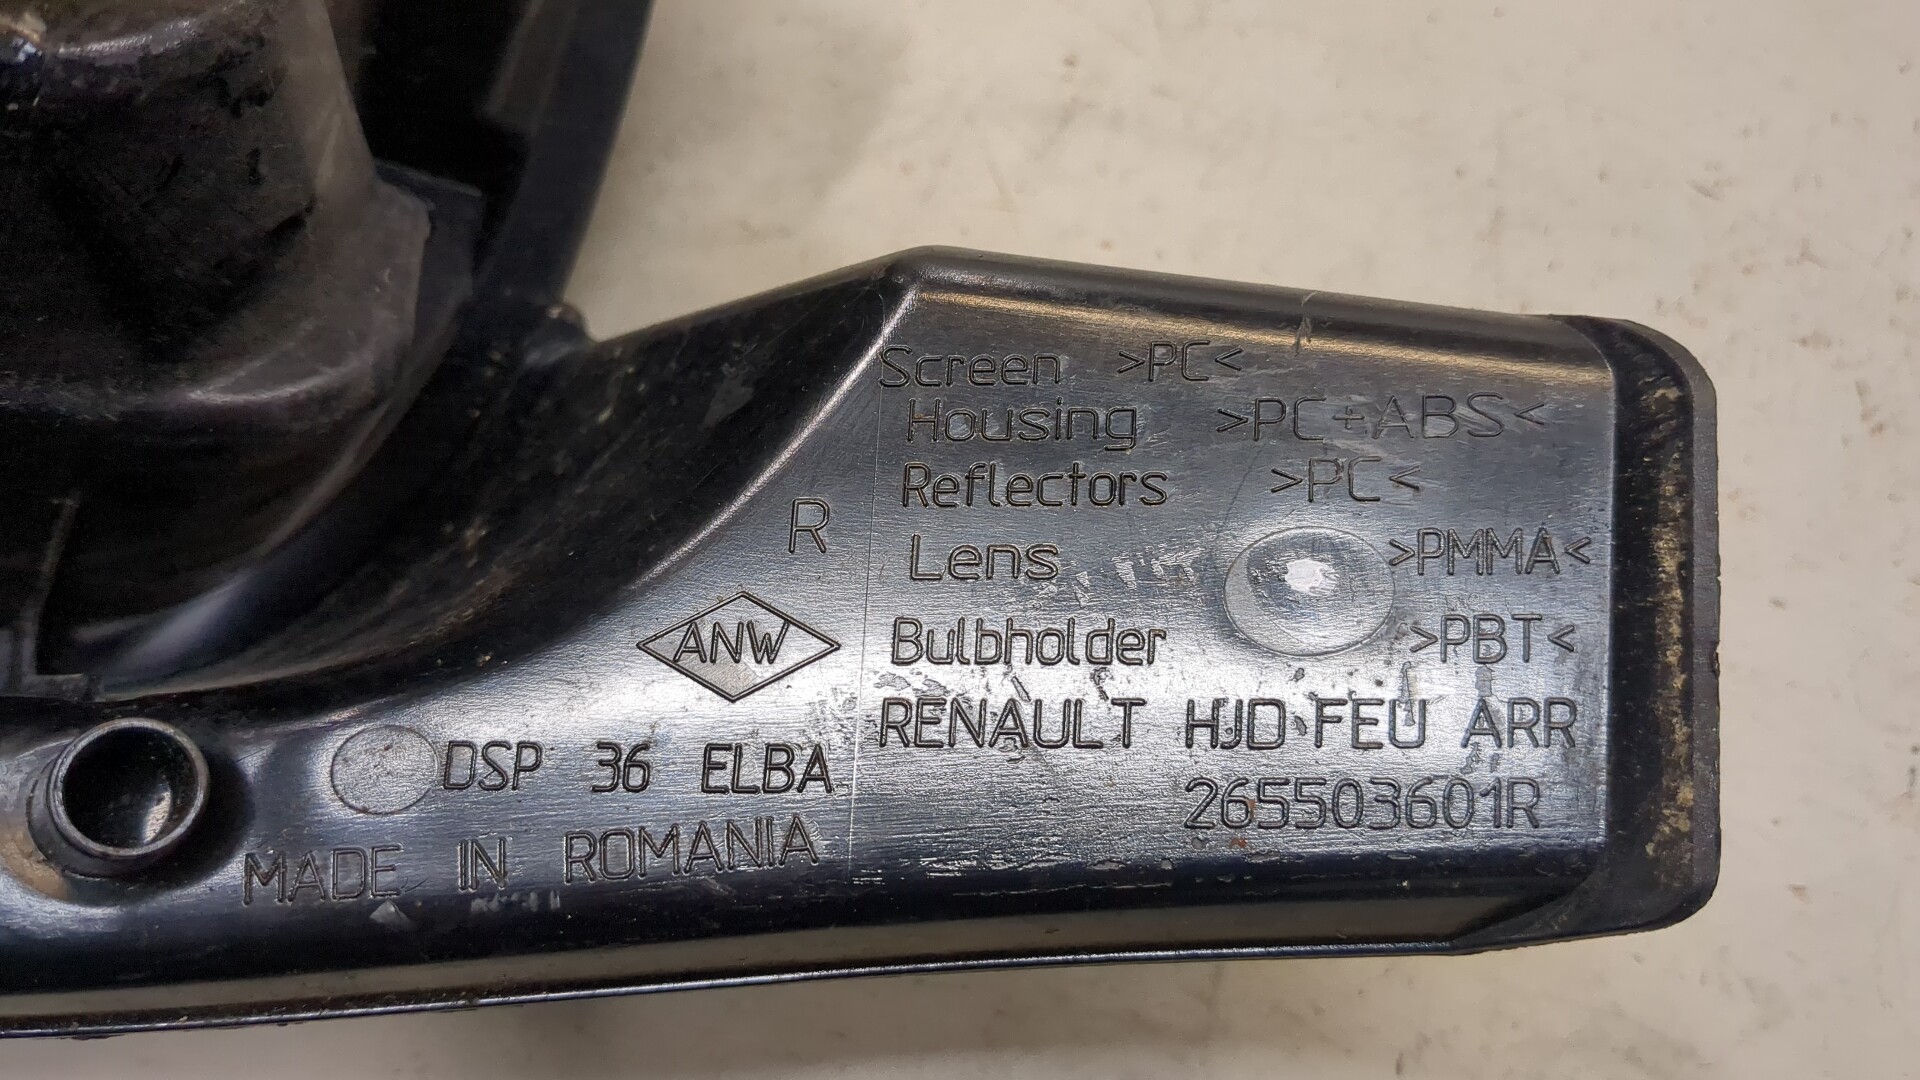 Screen >PC<
Housing >PC+ABS<
Reflectors >PC<
R
Lens >PMMA<
ANW
Bulbholder >PBT<
RENAULT HJD FEU ARR
DSP 36 ELBA
265503601R
MADE IN ROMANIA